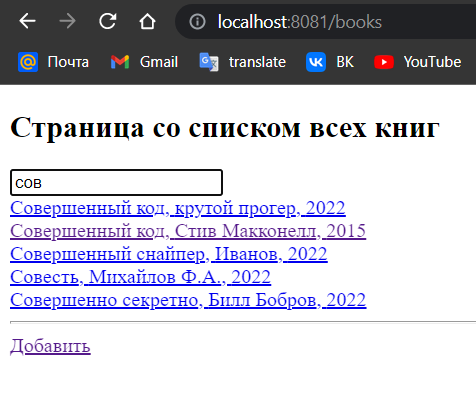 localhost:8081/books
Почта Gmail translate ВК YouTube
Страница со списком всех книг
сов
Совершенный код, крутой прогер, 2022
Совершенный код, Стив Макконелл, 2015
Совершенный снайпер, Иванов, 2022
Совесть, Михайлов Ф.А., 2022
Совершенно секретно, Билл Бобров, 2022
Добавить